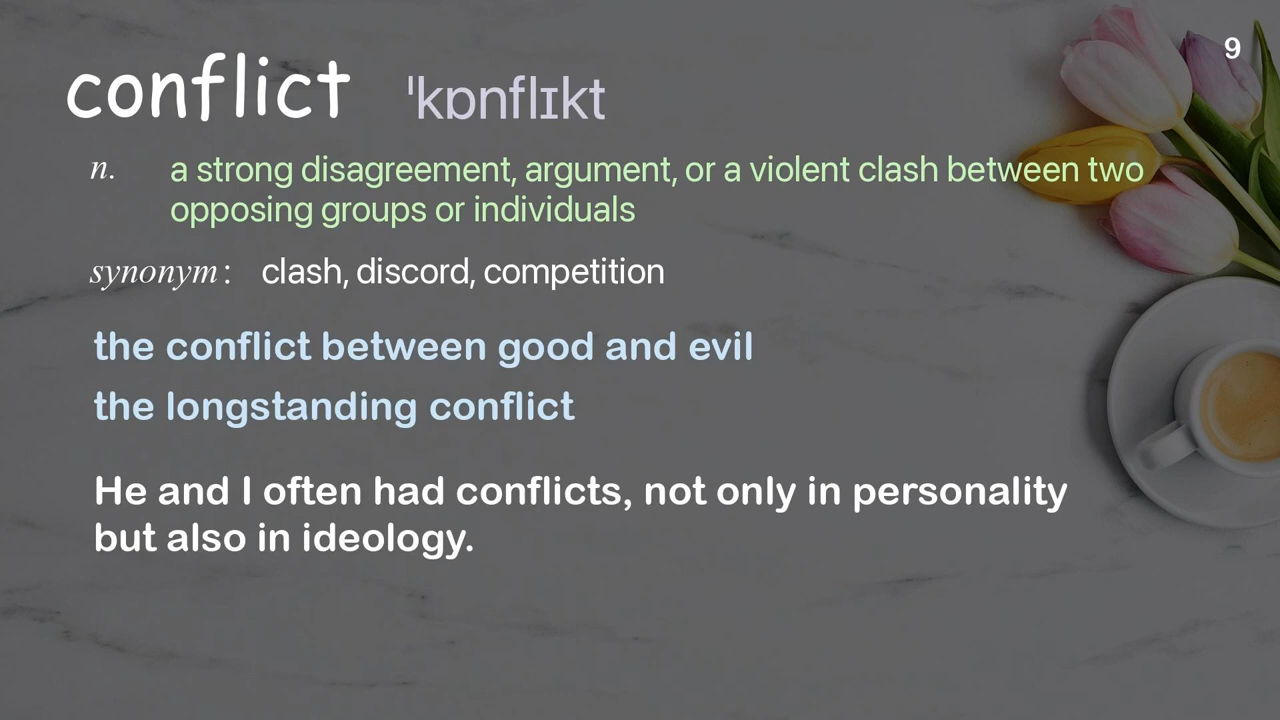 9
conflict ˈkɒnflɪkt
n. a strong disagreement, argument, or a violent clash between two
opposing groups or individuals
synonym: clash, discord, competition
the conflict between good and evil
the longstanding conflict
He and I often had conflicts, not only in personality
but also in ideology.